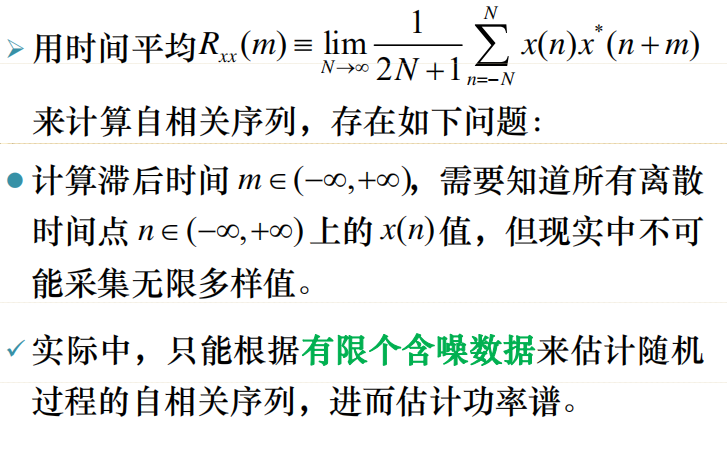 ➢ 用时间平均 $R_{xx}(m) \equiv \lim_{N \to \infty} \frac{1}{2N+1} \sum_{n=-N}^{N} x(n)x^{*}(n+m)$
来计算自相关序列，存在如下问题：
● 计算滞后时间 $m \in (-\infty,+\infty)$，需要知道所有离散
时间点 $n \in (-\infty,+\infty)$ 上的 $x(n)$ 值，但现实中不可
能采集无限多样值。
✓ 实际中，只能根据有限个含噪数据来估计随机
过程的自相关序列，进而估计功率谱。